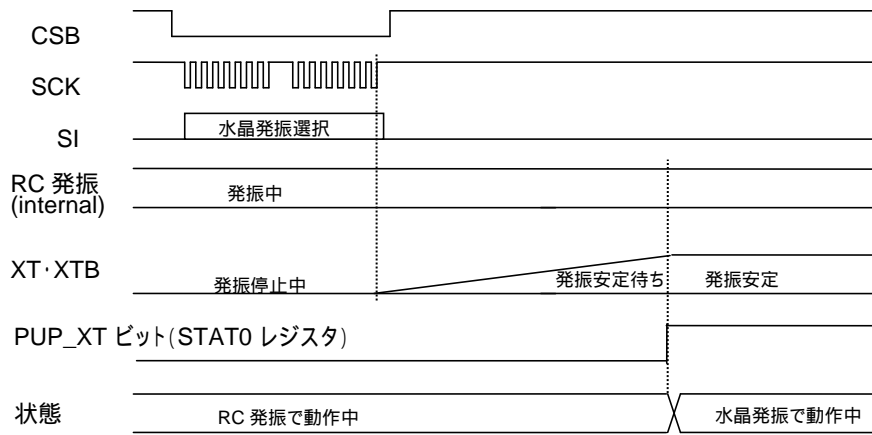 CSB
SCK
SI
水晶発振選択
RC 発振
(internal)
発振中
XT·XTB
発振停止中
発振安定待ち
発振安定
PUP_XT ビット(STAT0 レジスタ)
状態
RC 発振で動作中
水晶発振で動作中